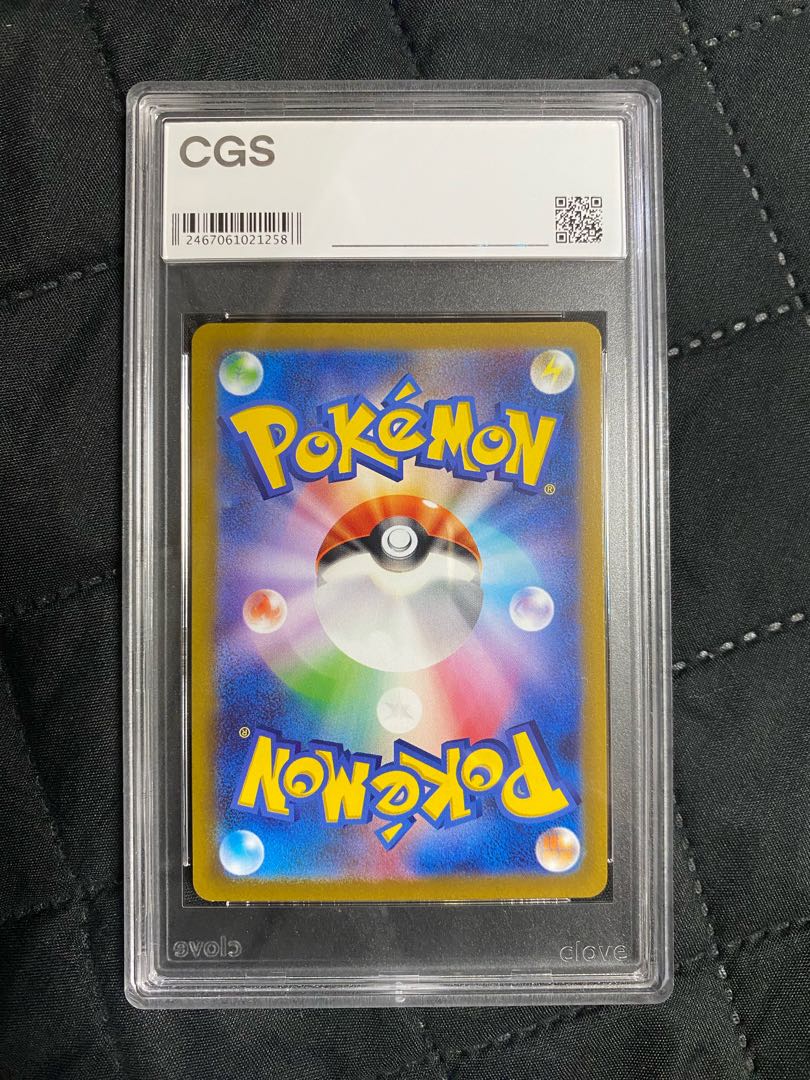 CGS
2467061021258
POKéMON
®
®
POKéMON
clove
clove